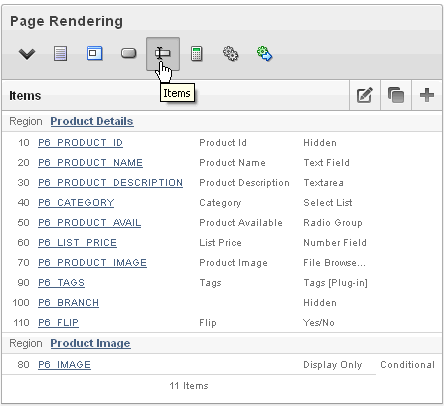 Page Rendering
Items
Items
Region Product Details
10 P6_PRODUCT_ID Product Id Hidden
20 P6_PRODUCT_NAME Product Name Text Field
30 P6_PRODUCT_DESCRIPTION Product Description Textarea
40 P6_CATEGORY Category Select List
50 P6_PRODUCT_AVAIL Product Available Radio Group
60 P6_LIST_PRICE List Price Number Field
70 P6_PRODUCT_IMAGE Product Image File Browse...
90 P6_TAGS Tags Tags [Plug-in]
100 P6_BRANCH Hidden
110 P6_FLIP Flip Yes/No
Region Product Image
80 P6_IMAGE Display Only Conditional
11 Items